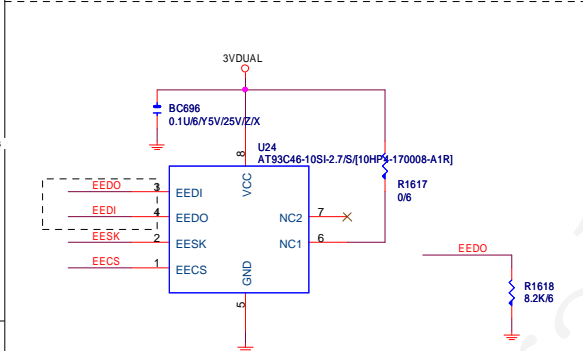 3VDUAL
BC696
0.1U/6/Y5V/25V/Z/X
U24
AT93C46-10SI-2.7/S/[10HP4-170008-A1R]
8
VCC
R1617
0/6
EEDO 3 EEDI
EEDI 4 EEDO
NC2 7
EESK 2 EESK
NC1 6
EECS 1 EECS
GND
5
EEDO
R1618
8.2K/6